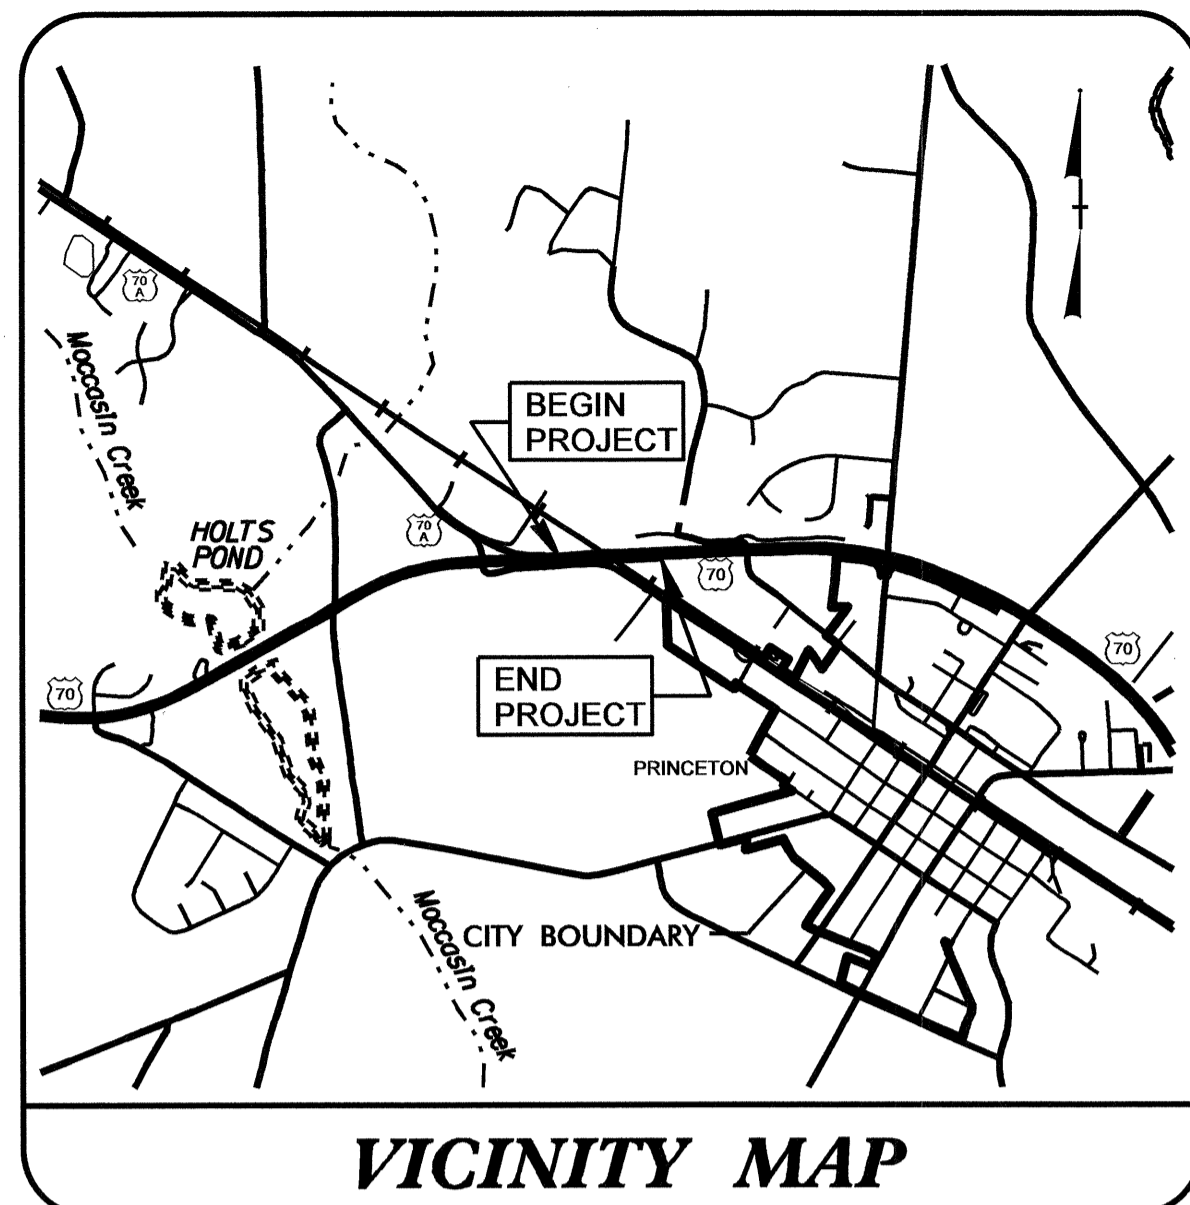 70
A
Moccasin Creek
BEGIN
PROJECT
HOLTS
POND
70
A
70
70
70
END
PROJECT
PRINCETON
CITY BOUNDARY
Moccasin Creek
VICINITY MAP